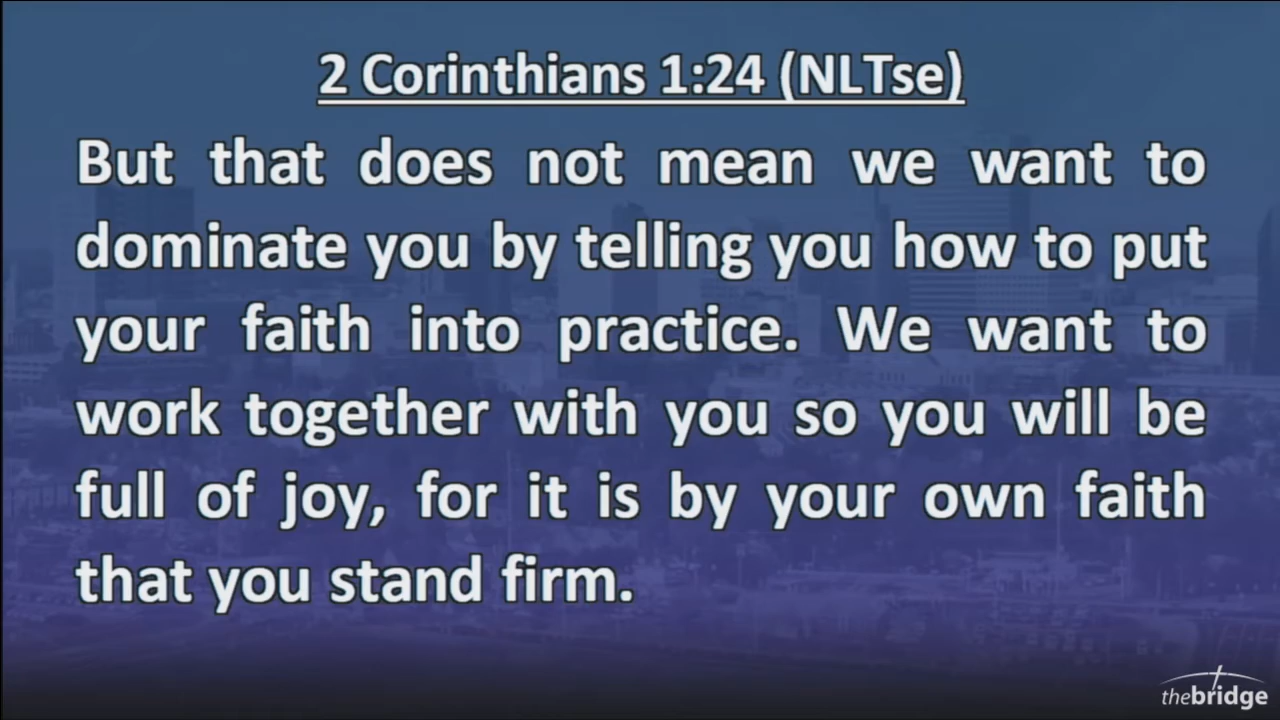 2 Corinthians 1:24 (NLTse)
But that does not mean we want to
dominate you by telling you how to put
your faith into practice. We want to
work together with you so you will be
full of joy, for it is by your own faith
that you stand firm.
thebridge